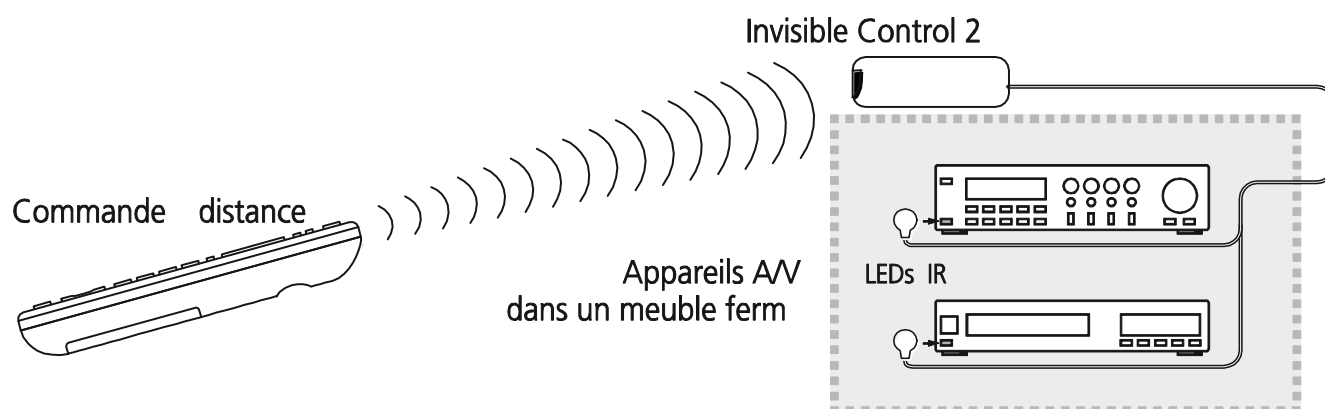 Invisible Control 2
Commande distance
Appareils A/V
dans un meuble ferm
LEDs IR